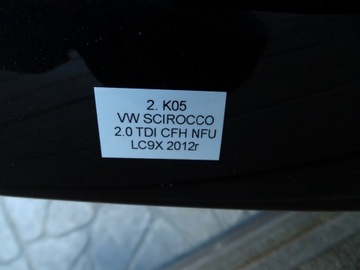 2. K05
VW SCIROCCO
2.0 TDI CFH NFU
LC9X 2012r